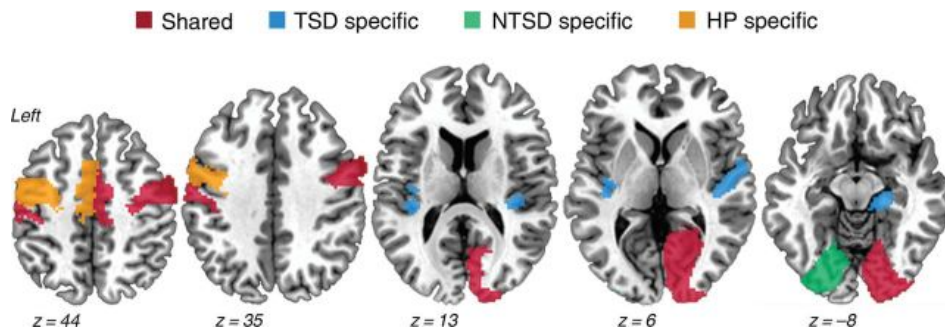 Shared TSD specific NTSD specific HP specific
Left
z = 44 z = 35 z = 13 z = 6 z = –8